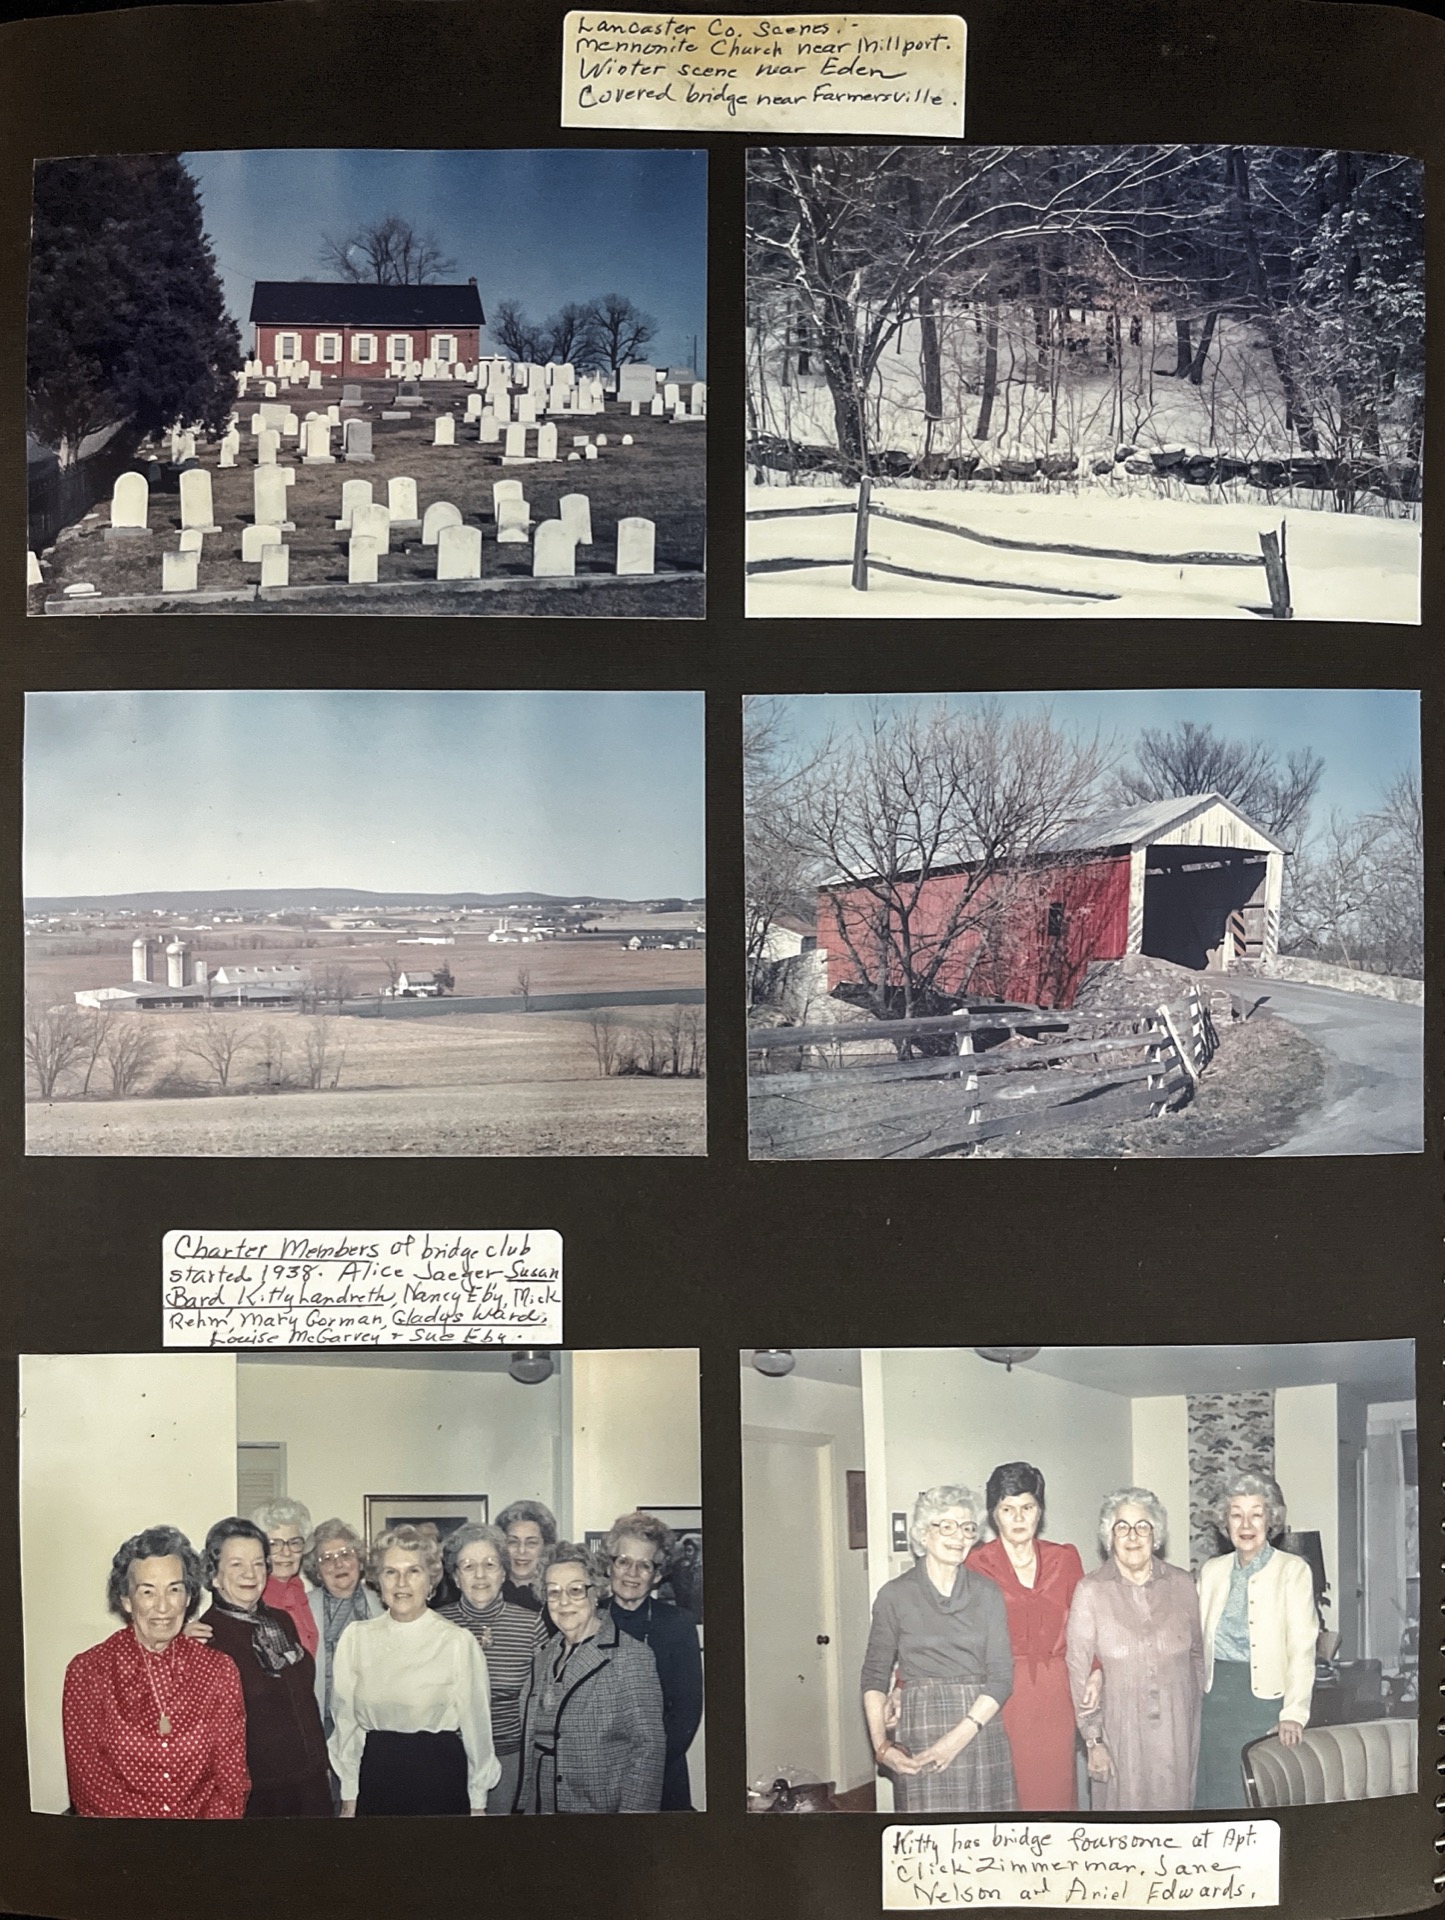 Lancaster Co. Scenes:-
Mennonite Church near Millport.
Winter scene near Eden
Covered bridge near Farmersville.
Charter Members of bridge club
started 1938. Alice Jaeger Susan
Bard, Kitty Landreth, Nancy Eby, Mick
Rehm, Mary Gorman, Gladys Ward,
Louise McGarvey + Sue Eby.
Kitty has bridge foursome at Apt.
"Click" Zimmerman, Jane
Nelson and Ariel Edwards.